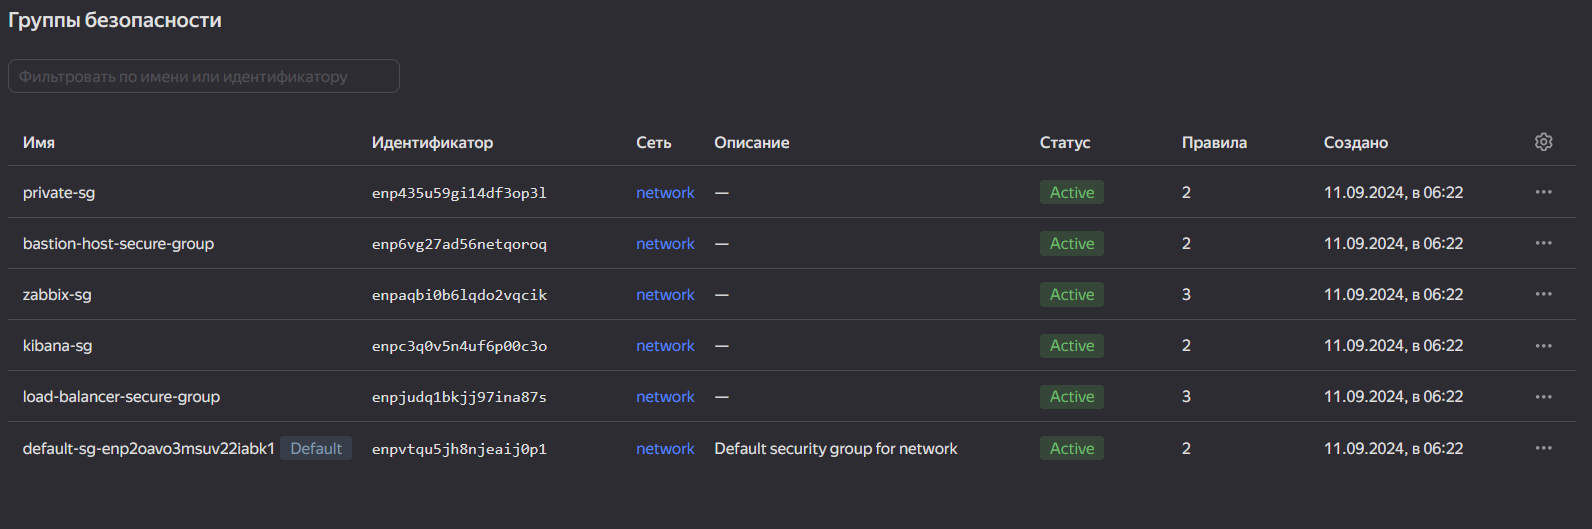 Группы безопасности
Фильтровать по имени или идентификатору
Имя Идентификатор Сеть Описание Статус Правила Создано
private-sg enp435u59gi14df3op3l network — Active 2 11.09.2024, в 06:22
bastion-host-secure-group enp6vg27ad56netqoroq network — Active 2 11.09.2024, в 06:22
zabbix-sg enpaqbi0b6lqdo2vqcik network — Active 3 11.09.2024, в 06:22
kibana-sg enpc3q0v5n4uf6p00c3o network — Active 2 11.09.2024, в 06:22
load-balancer-secure-group enpjudq1bkjj97ina87s network — Active 3 11.09.2024, в 06:22
default-sg-enp2oavo3msuv22iabk1 Default enpvtqu5jh8njeaij0p1 network Default security group for network Active 2 11.09.2024, в 06:22